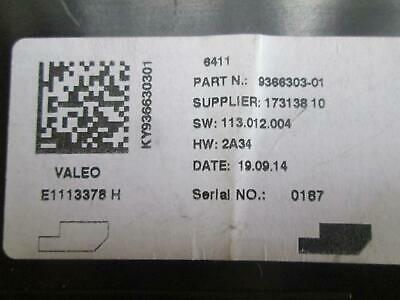 6411
PART N.: 9366303-01
SUPPLIER: 173138 10
SW: 113.012.004
HW: 2A34
DATE: 19.09.14
Serial NO.: 0187
KY936630301
VALEO
E1113378 H